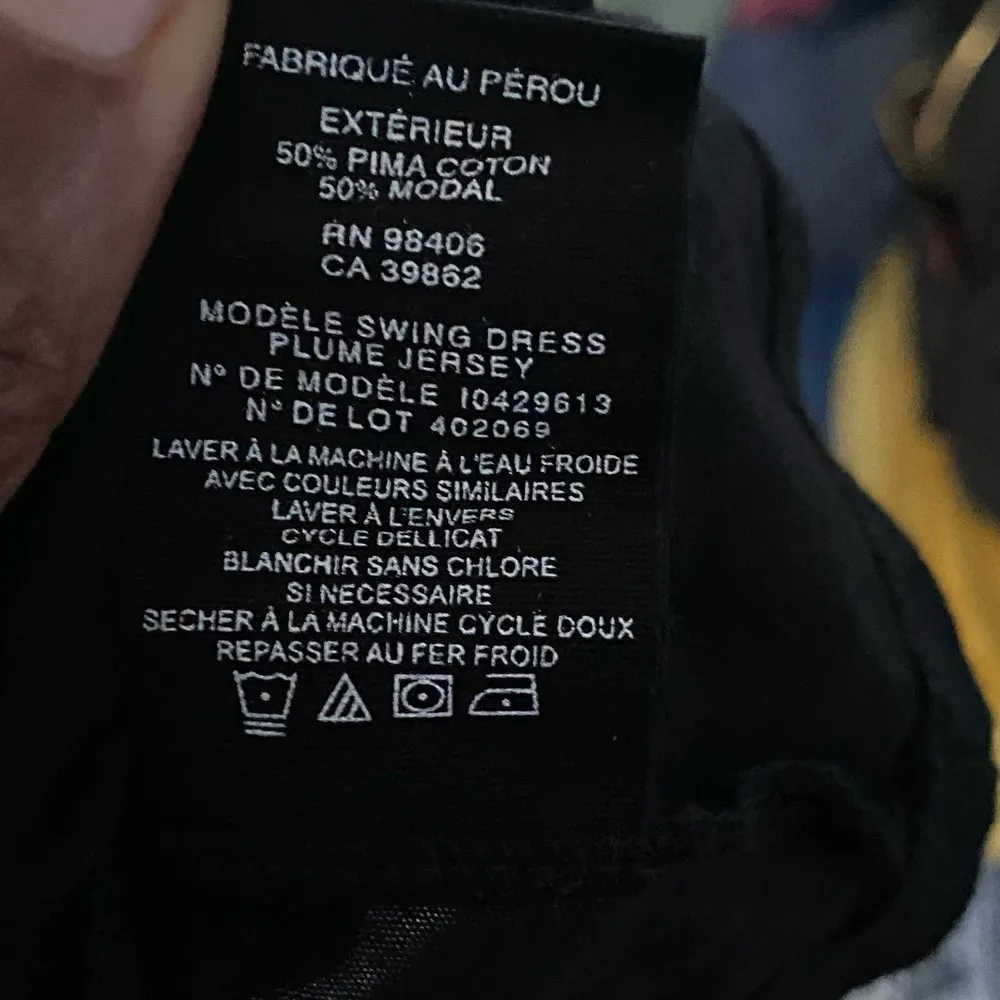 FABRIQUÉ AU PÉROU
EXTÉRIEUR
50% PIMA COTON
50% MODAL
RN 98406
CA 39862
MODÈLE SWING DRESS
PLUME JERSEY
N° DE MODÈLE I0429613
N° DE LOT 402069
LAVER À LA MACHINE À L'EAU FROIDE
AVEC COULEURS SIMILAIRES
LAVER À L'ENVERS
CYCLE DELLICAT
BLANCHIR SANS CHLORE
SI NECESSAIRE
SECHER À LA MACHINE CYCLE DOUX
REPASSER AU FER FROID